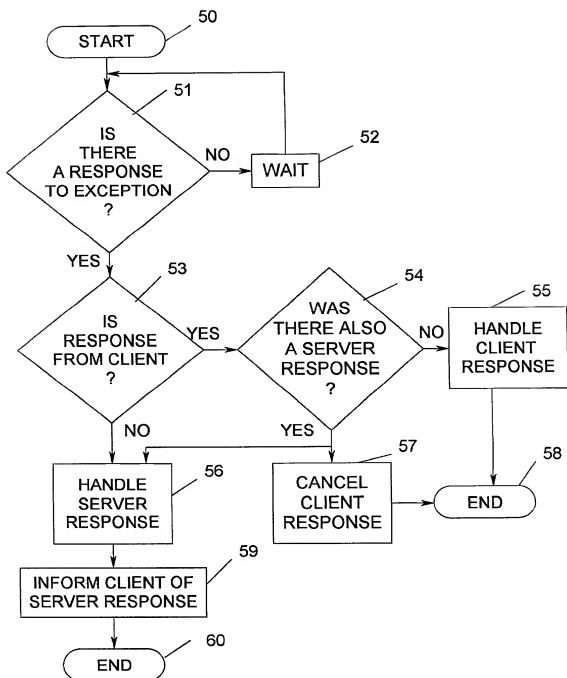 50
START
51
IS
THERE
A RESPONSE
TO EXCEPTION
?
NO
WAIT
52
YES
53
IS
RESPONSE
FROM CLIENT
?
YES
54
WAS
THERE ALSO
A SERVER
RESPONSE
?
NO
55
HANDLE
CLIENT
RESPONSE
NO
YES
56
HANDLE
SERVER
RESPONSE
57
CANCEL
CLIENT
RESPONSE
58
END
59
INFORM CLIENT OF
SERVER RESPONSE
60
END